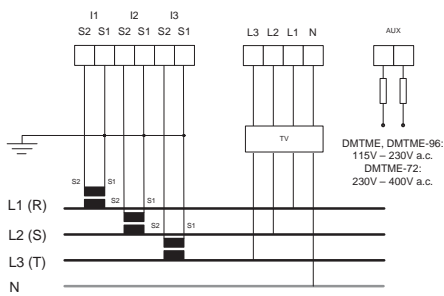 I1 I2 I3
S2 S1 S2 S1 S2 S1
L3 L2 L1 N
AUX
TV
DMTME, DMTME-96:
115V – 230V a.c.
DMTME-72:
230V – 400V a.c.
S2 S1
L1 (R)
S2 S1
L2 (S)
S2 S1
L3 (T)
N